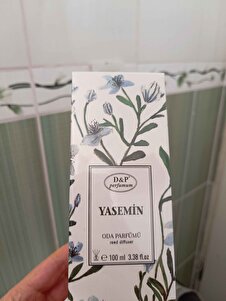 D&P
perfumum
YASEMİN
ODA PARFÜMÜ
reed diffuser
℮ 100 ml 3.38 fl.oz